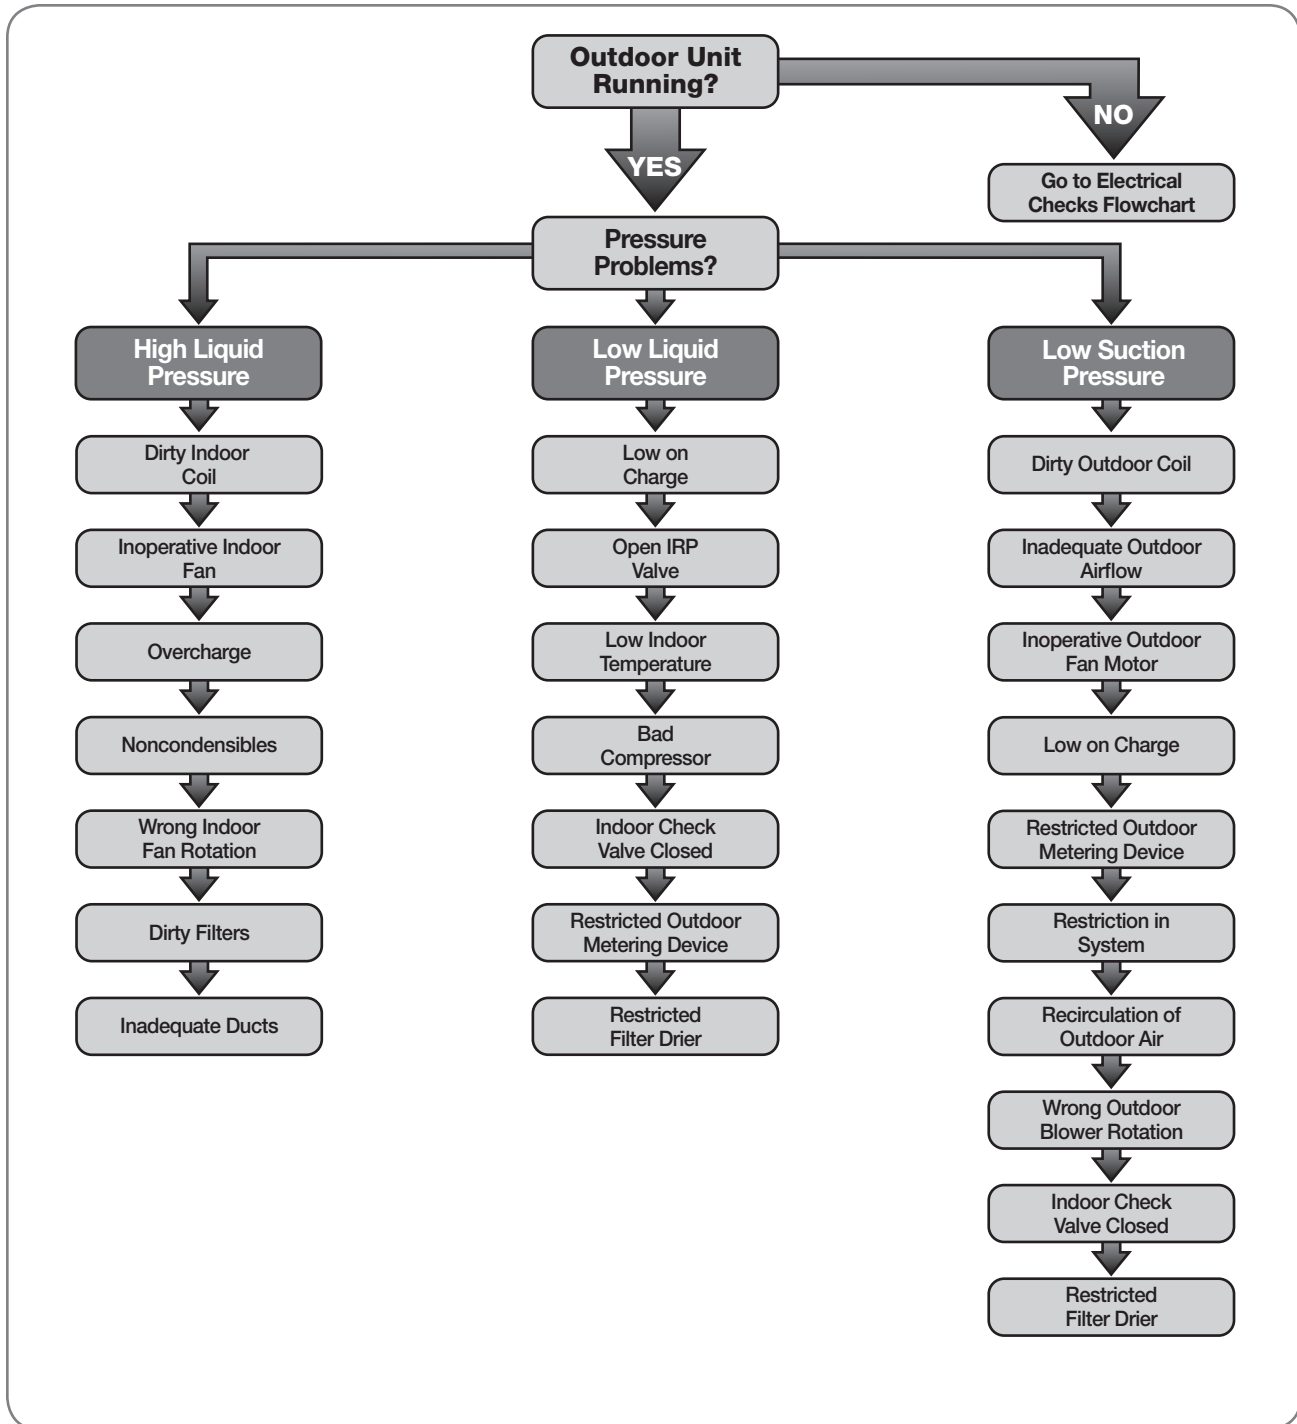 Outdoor Unit
Running?
NO
YES
Go to Electrical
Checks Flowchart
Pressure
Problems?
High Liquid
Pressure
Dirty Indoor
Coil
Inoperative Indoor
Fan
Overcharge
Noncondensibles
Wrong Indoor
Fan Rotation
Dirty Filters
Inadequate Ducts
Low Liquid
Pressure
Low on
Charge
Open IRP
Valve
Low Indoor
Temperature
Bad
Compressor
Indoor Check
Valve Closed
Restricted Outdoor
Metering Device
Restricted
Filter Drier
Low Suction
Pressure
Dirty Outdoor Coil
Inadequate Outdoor
Airflow
Inoperative Outdoor
Fan Motor
Low on Charge
Restricted Outdoor
Metering Device
Restriction in
System
Recirculation of
Outdoor Air
Wrong Outdoor
Blower Rotation
Indoor Check
Valve Closed
Restricted
Filter Drier